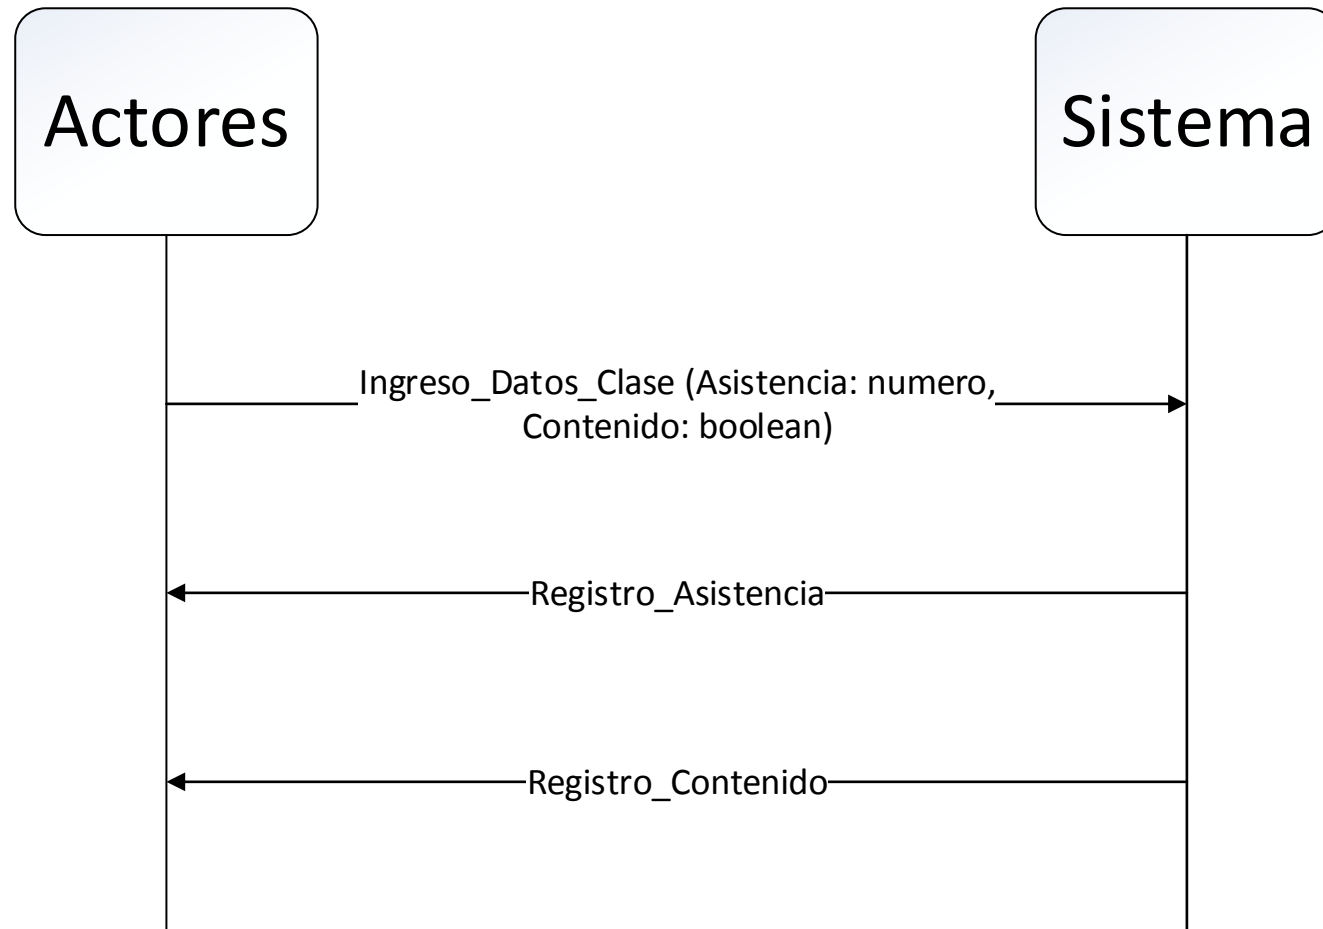 Actores
Sistema
Ingreso_Datos_Clase (Asistencia: numero,
Contenido: boolean)
Registro_Asistencia
Registro_Contenido